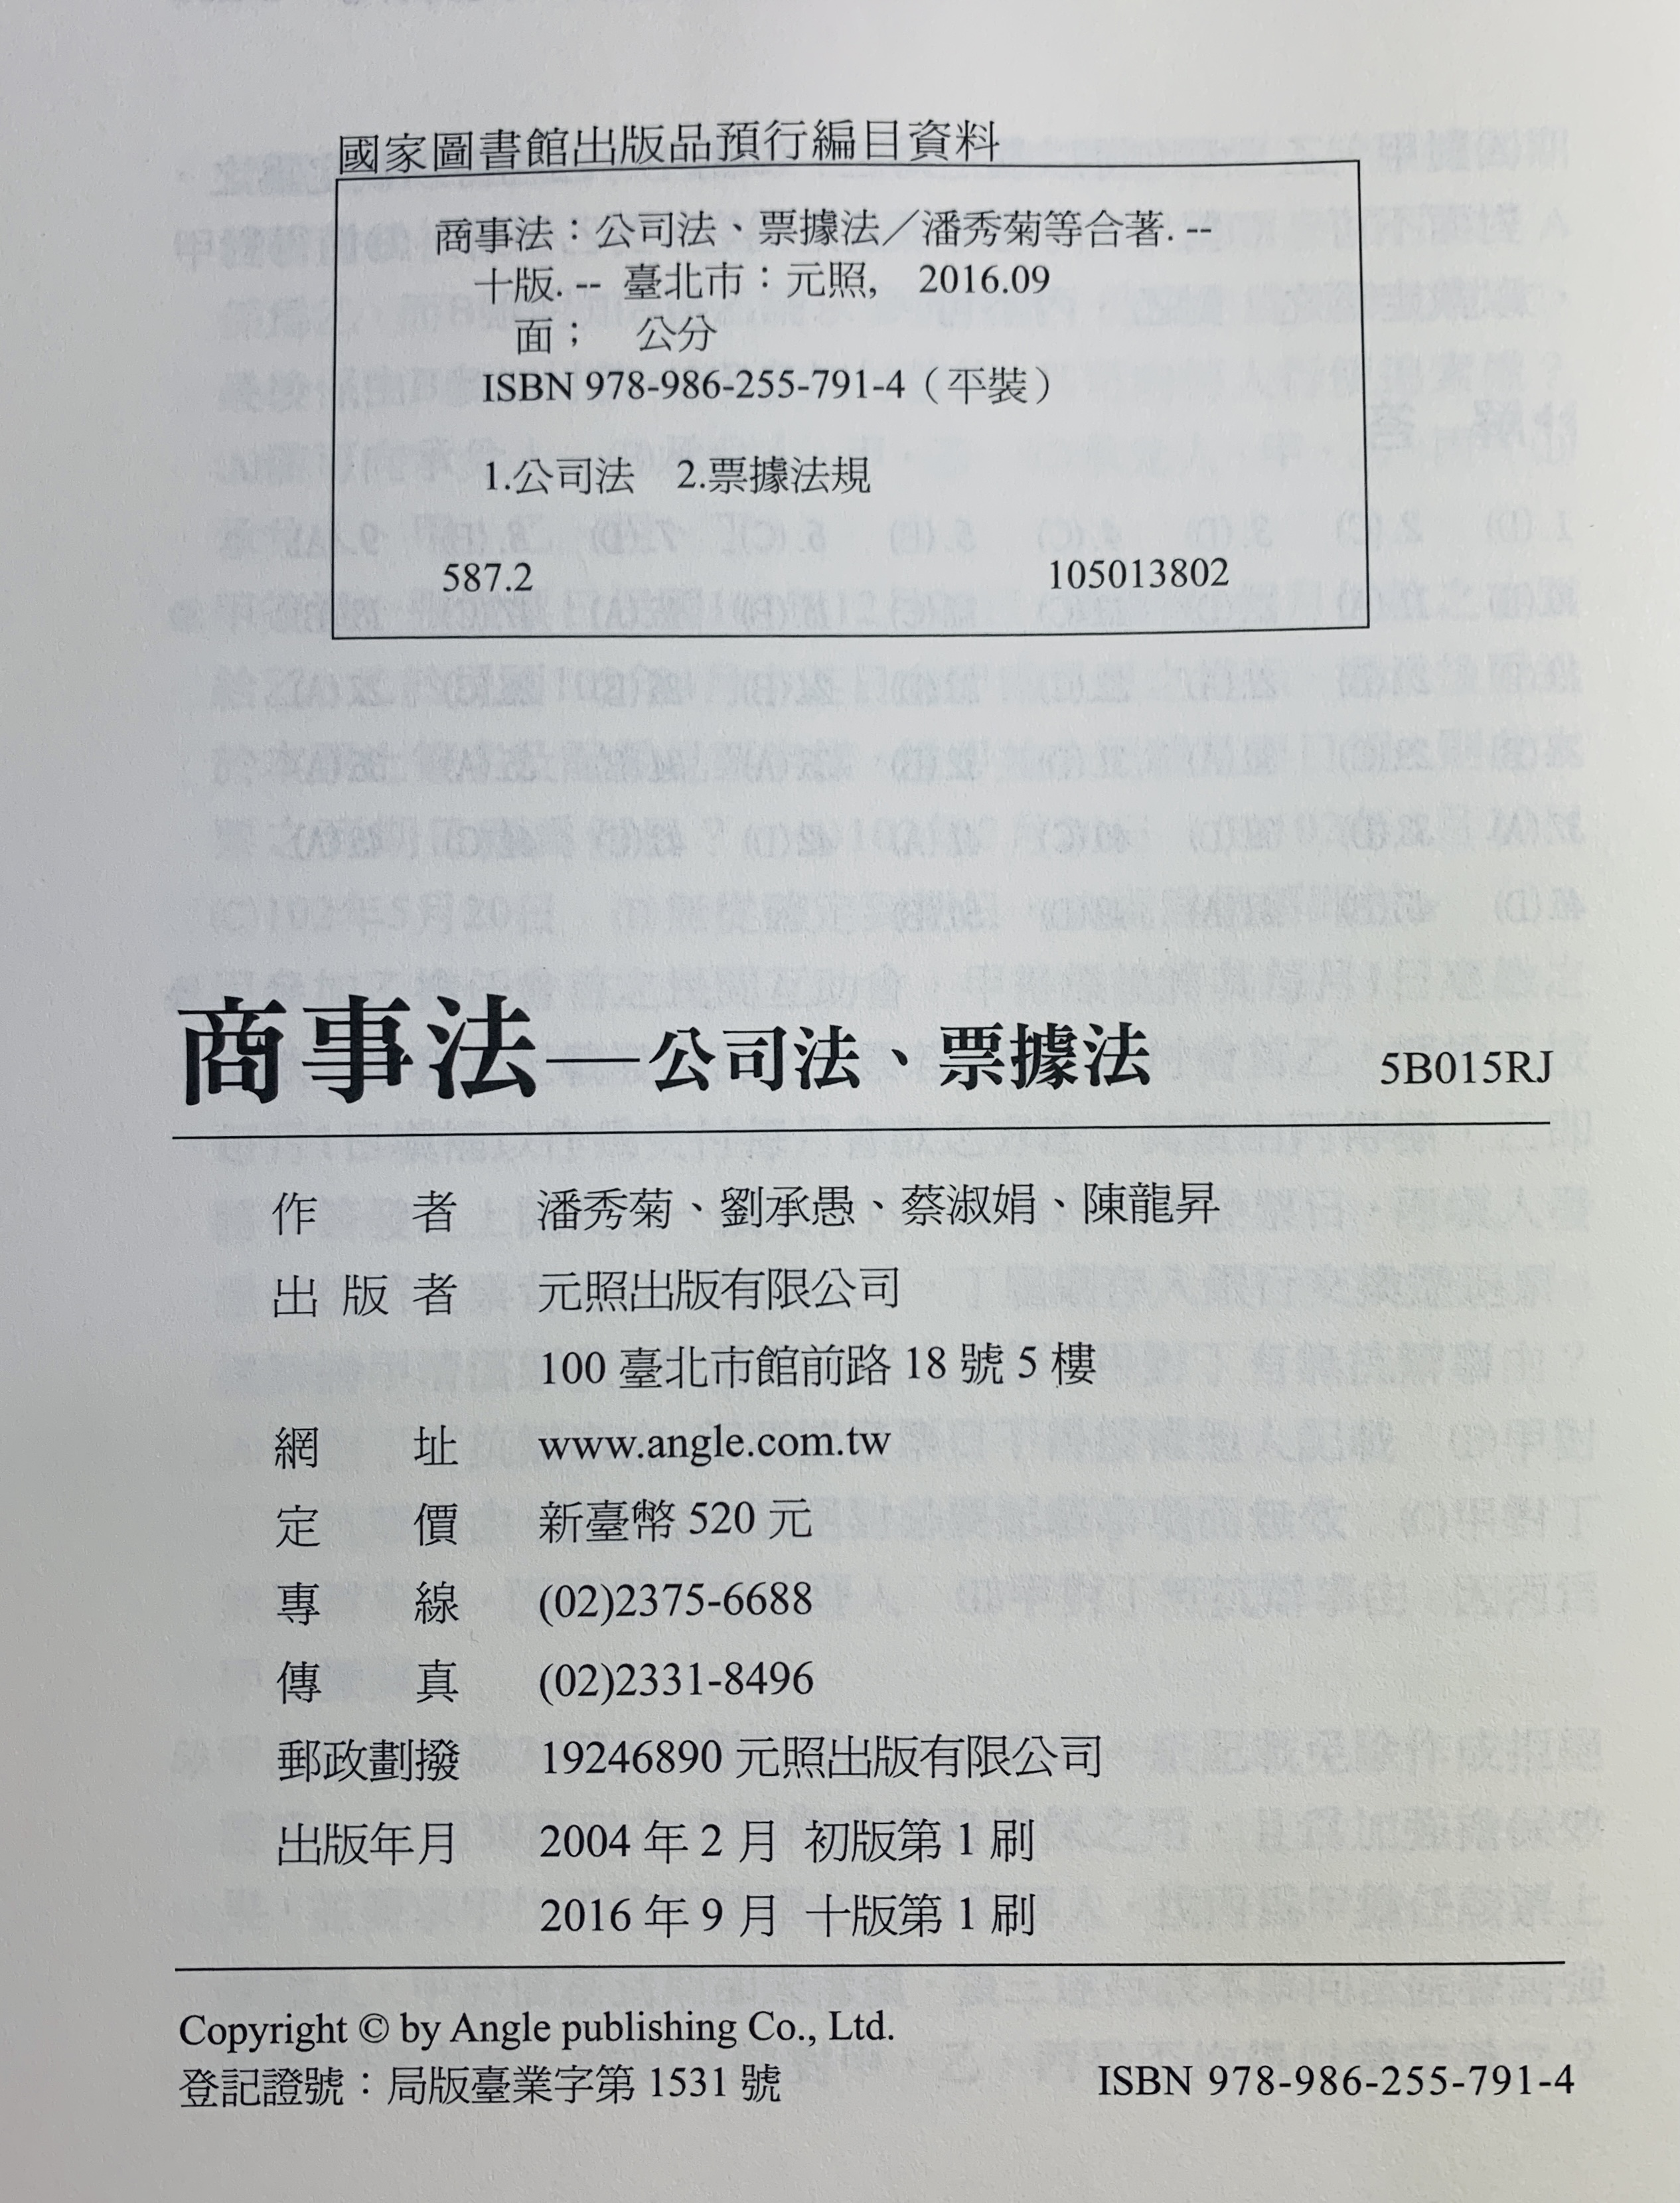 國家圖書館出版品預行編目資料
商事法：公司法、票據法／潘秀菊等合著. --
十版. -- 臺北市：元照, 2016.09
面； 公分
ISBN 978-986-255-791-4（平裝）
1.公司法 2.票據法規
587.2 105013802
商事法—公司法、票據法 5B015RJ
作者 潘秀菊、劉承愚、蔡淑娟、陳龍昇
出版者 元照出版有限公司
100 臺北市館前路 18 號 5 樓
網址 www.angle.com.tw
定價 新臺幣 520 元
專線 (02)2375-6688
傳真 (02)2331-8496
郵政劃撥 19246890 元照出版有限公司
出版年月 2004 年 2 月 初版第 1 刷
2016 年 9 月 十版第 1 刷
Copyright © by Angle publishing Co., Ltd.
登記證號：局版臺業字第 1531 號 ISBN 978-986-255-791-4